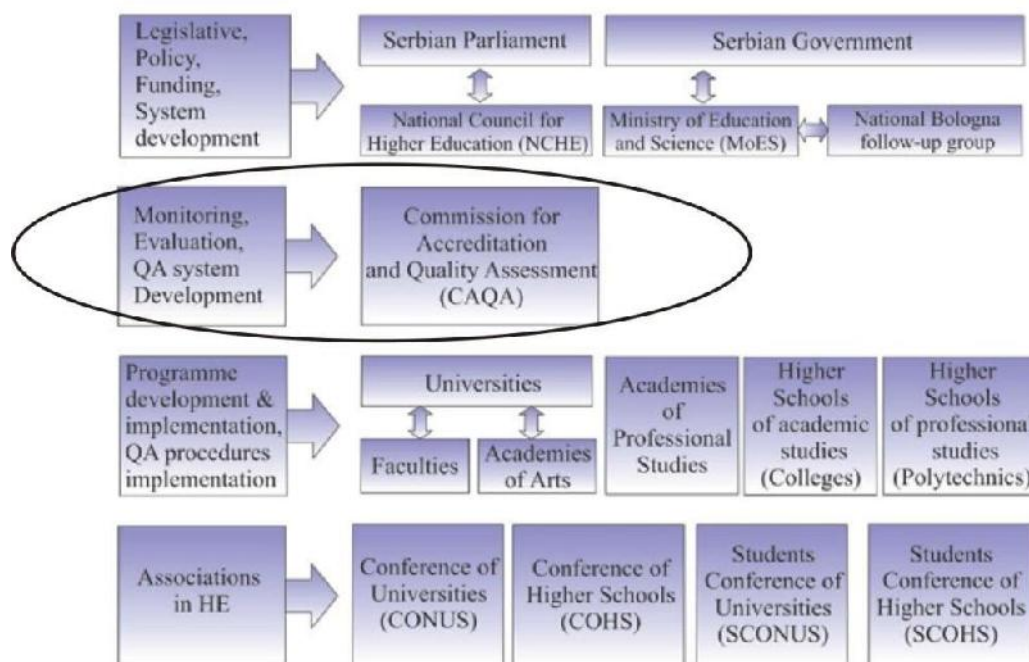 Legislative,
Policy,
Funding,
System
development
Serbian Parliament
Serbian Government
National Council for
Higher Education (NCHE)
Ministry of Education
and Science (MoES)
National Bologna
follow-up group
Monitoring,
Evaluation,
QA system
Development
Commission for
Accreditation
and Quality Assessment
(CAQA)
Programme
development &
implementation,
QA procedures
implementation
Universities
Faculties
Academies
of Arts
Academies
of
Professional
Studies
Higher
Schools
of academic
studies
(Colleges)
Higher
Schools
of professional
studies
(Polytechnics)
Associations
in HE
Conference of
Universities
(CONUS)
Conference of
Higher Schools
(COHS)
Students
Conference of
Universities
(SCONUS)
Students
Conference of
Higher Schools
(SCOHS)